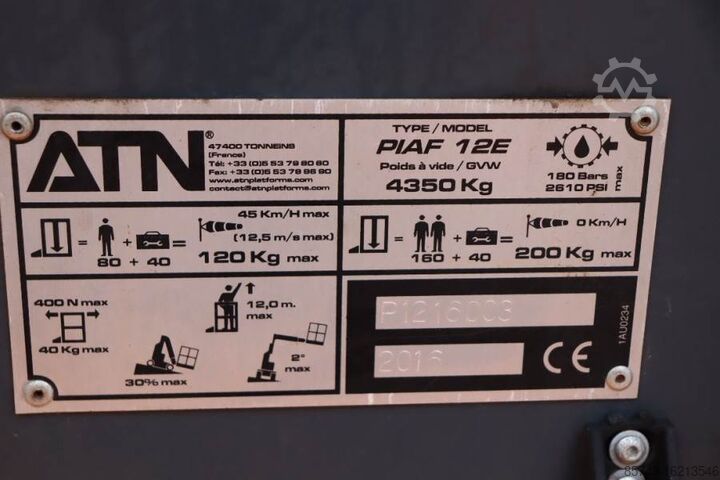 ATN®
47400 TONNEINS
(France)
Tél: +33 (0)5 53 79 80 60
Fax: +33 (0)5 53 79 86 90
www.atnplatforms.com
contact@atnplatforms.com
TYPE / MODEL
PIAF 12E
Poids à vide / GVW
4350 Kg
180 Bars
2610 PSI
max
45 Km/H max
(12,5 m/s max)
= 80 + 40 = 120 Kg max
0 Km/H
= 160 + 40 = 200 Kg max
400 N max
40 Kg max
12,0 m.
max
30% max
2°
max
P1216003
2016
CE
1AU0234